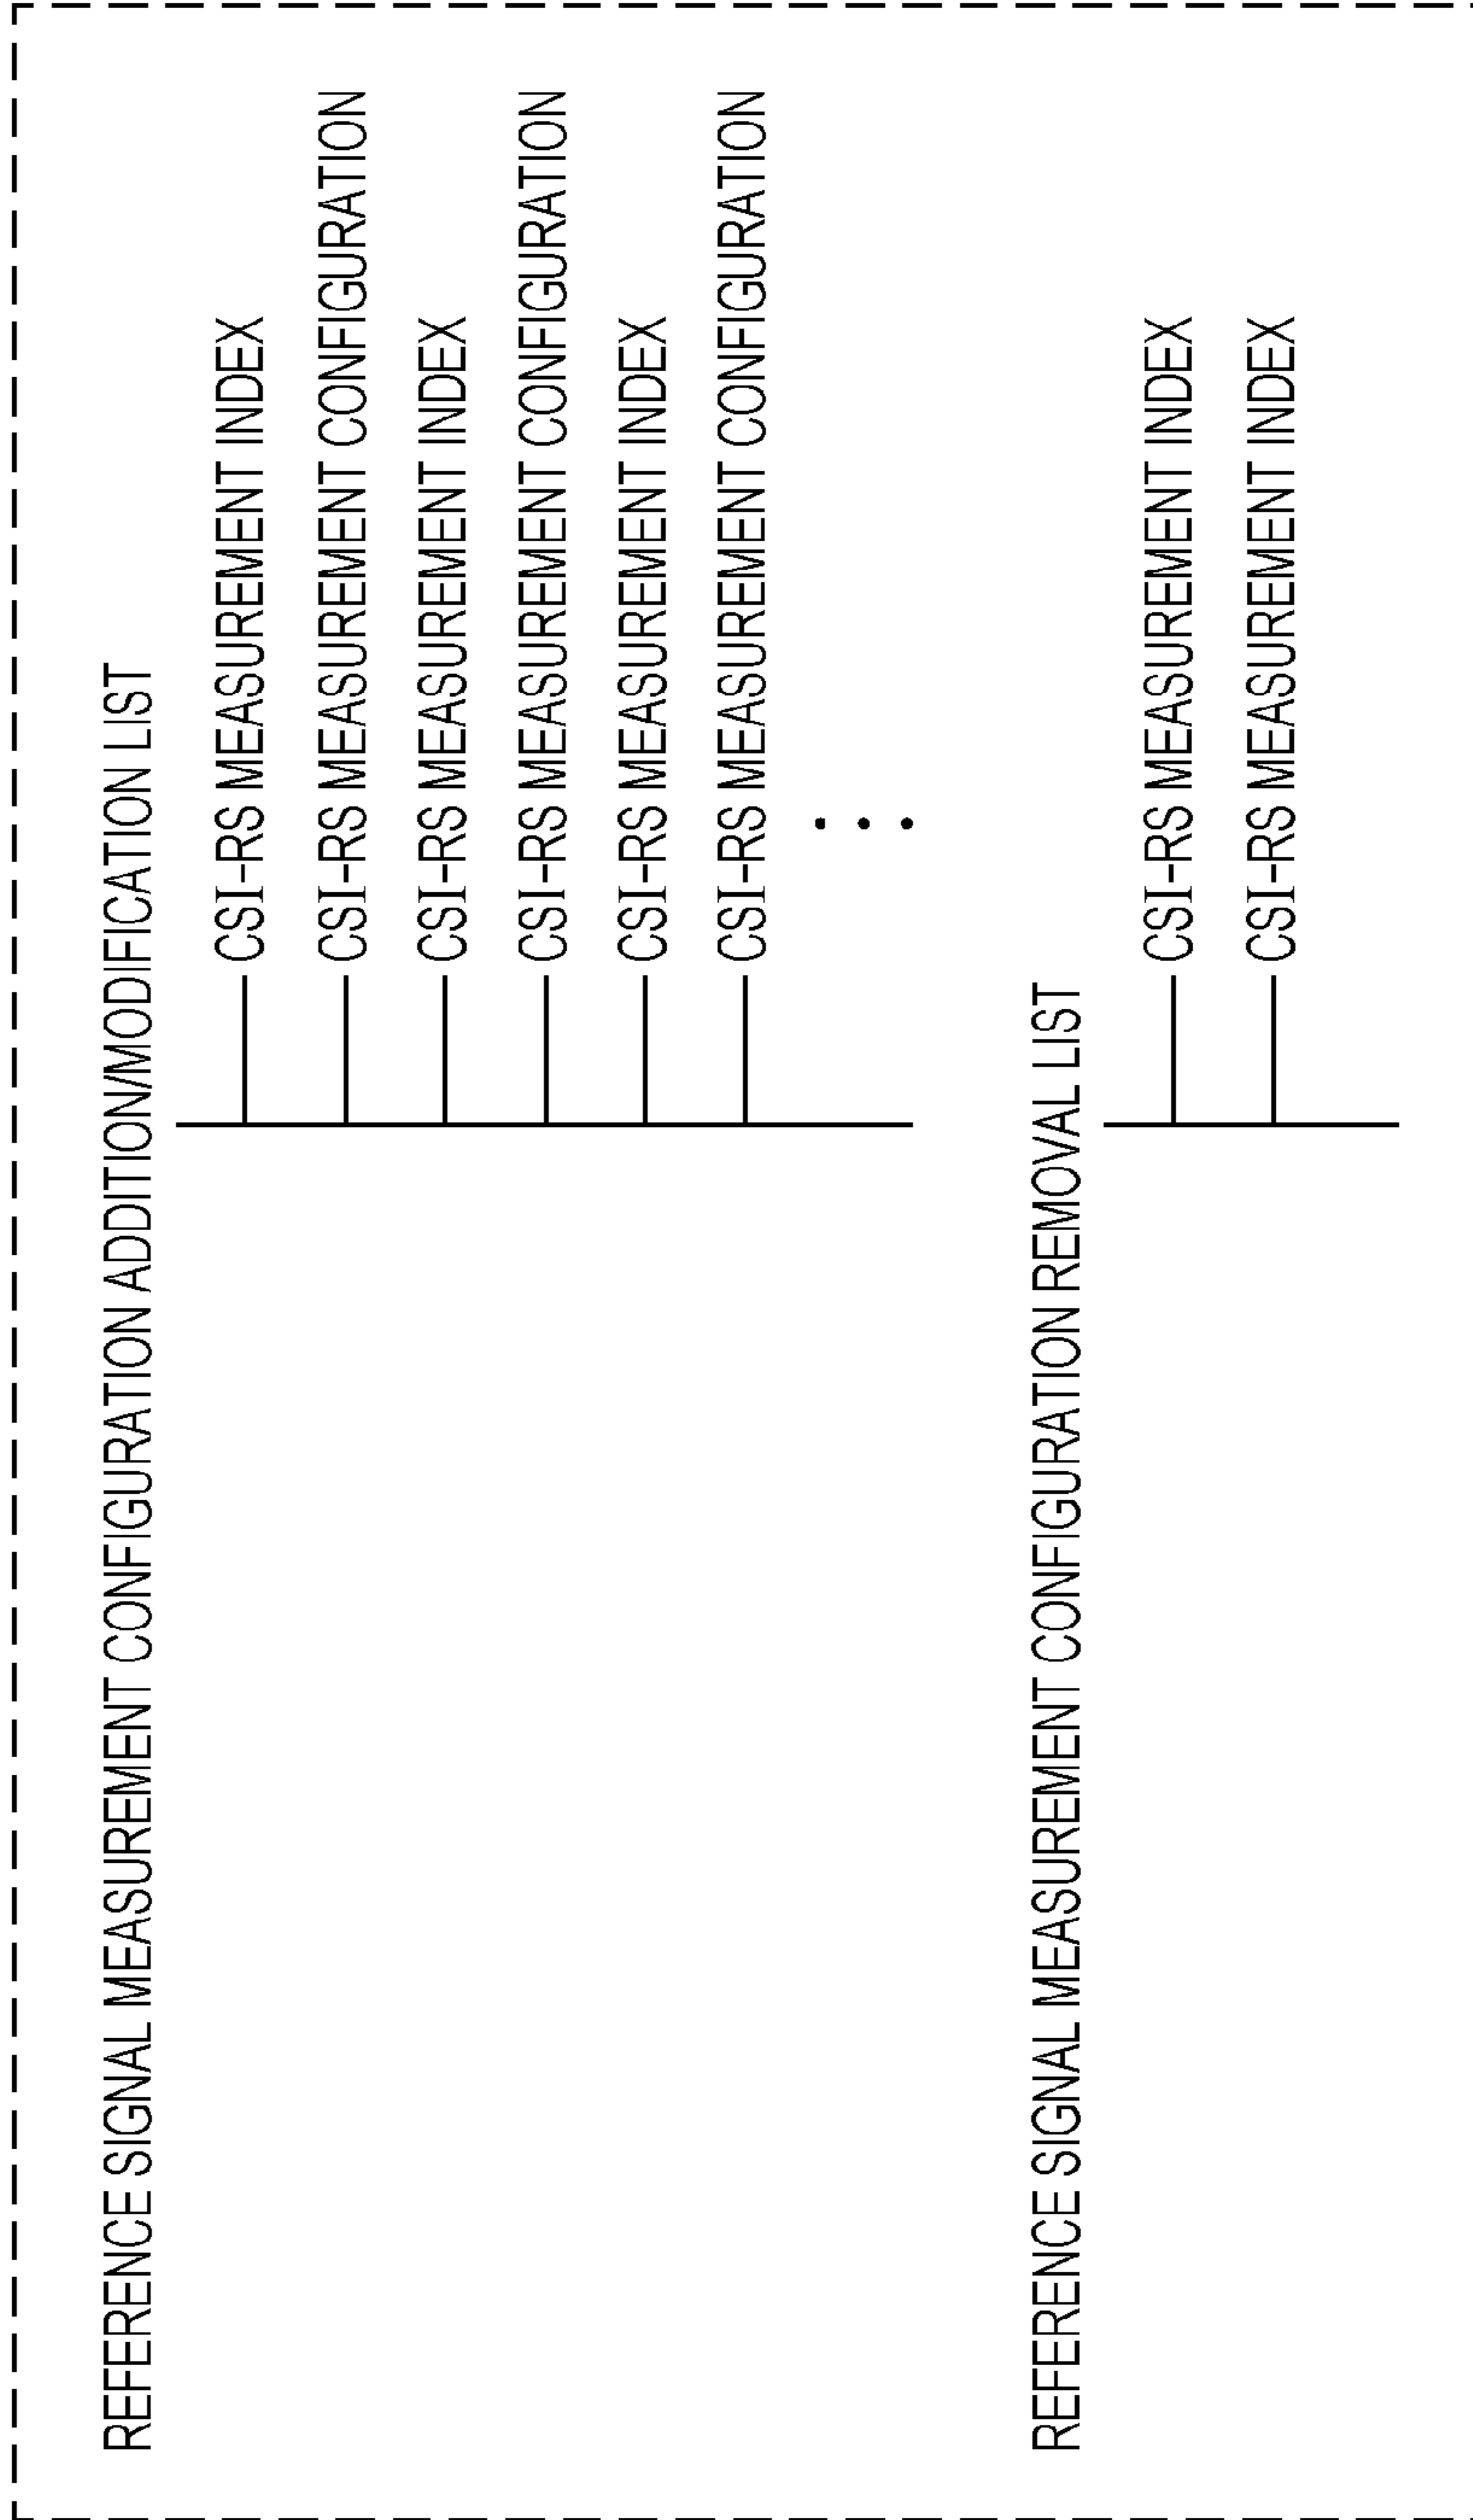 REFERENCE SIGNAL MEASUREMENT CONFIGURATION ADDITION/MODIFICATION LIST
CSI-RS MEASUREMENT INDEX
CSI-RS MEASUREMENT CONFIGURATION
CSI-RS MEASUREMENT INDEX
CSI-RS MEASUREMENT CONFIGURATION
CSI-RS MEASUREMENT INDEX
CSI-RS MEASUREMENT CONFIGURATION
...
REFERENCE SIGNAL MEASUREMENT CONFIGURATION REMOVAL LIST
CSI-RS MEASUREMENT INDEX
CSI-RS MEASUREMENT INDEX